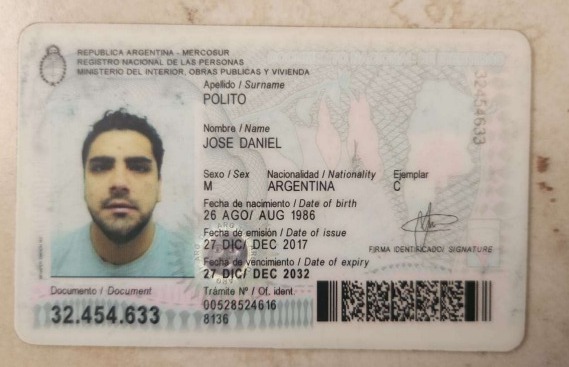 REPUBLICA ARGENTINA - MERCOSUR
REGISTRO NACIONAL DE LAS PERSONAS
MINISTERIO DEL INTERIOR, OBRAS PUBLICAS Y VIVIENDA
Apellido / Surname
POLITO
Nombre / Name
JOSE DANIEL
Sexo / Sex Nacionalidad / Nationality Ejemplar
M ARGENTINA C
Fecha de nacimiento / Date of birth
26 AGO/ AUG 1986
Fecha de emisión / Date of issue
27 DIC/ DEC 2017
Fecha de vencimiento / Date of expiry
27 DIC/ DEC 2032
FIRMA IDENTIFICADO/ SIGNATURE
Documento / Document
32.454.633
Trámite Nº / Of. ident.
00528524616
8136
32454633